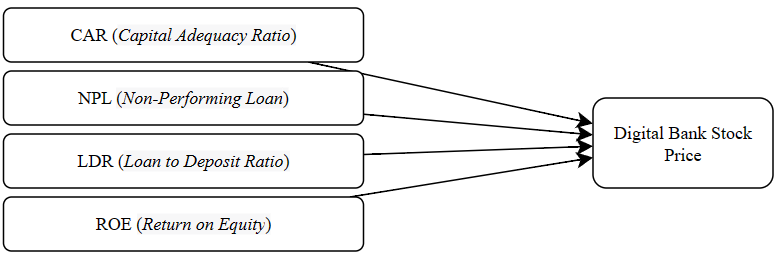 CAR (Capital Adequacy Ratio)
NPL (Non-Performing Loan)
LDR (Loan to Deposit Ratio)
ROE (Return on Equity)
Digital Bank Stock
Price